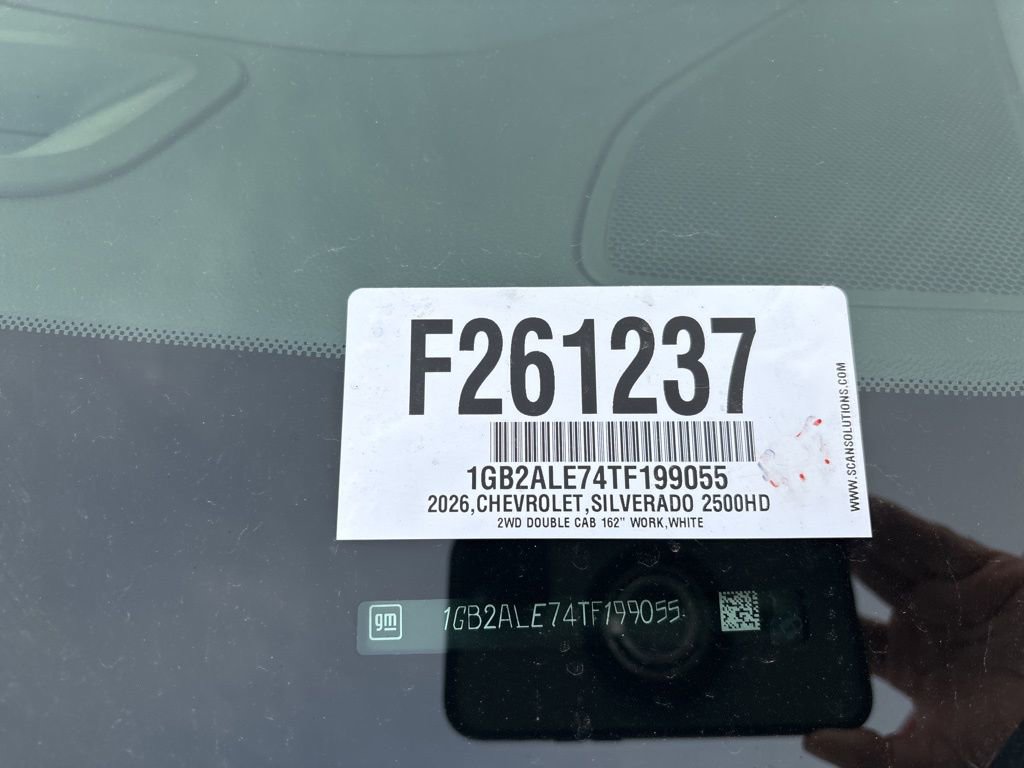 F261237
1GB2ALE74TF199055
2026,CHEVROLET,SILVERADO 2500HD
2WD DOUBLE CAB 162" WORK,WHITE
WWW.SCANSOLUTIONS.COM
gm 1GB2ALE74TF199055